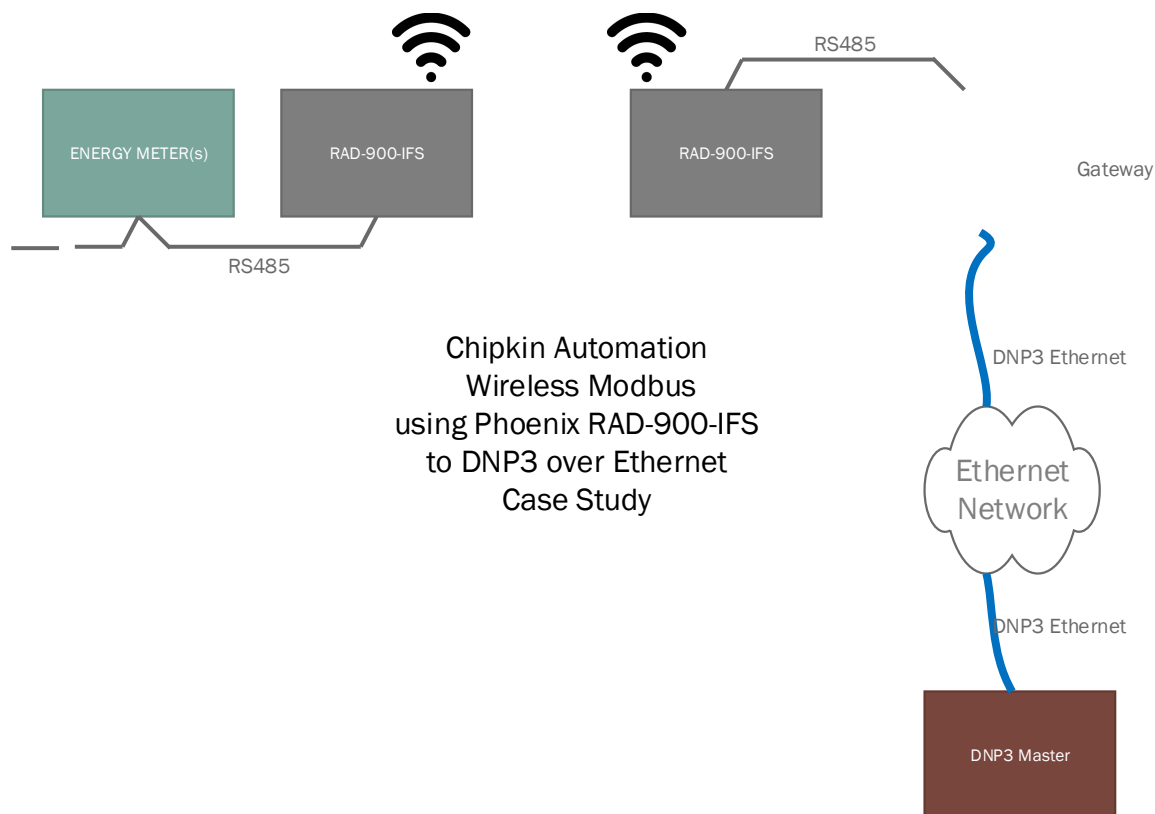 RS485
ENERGY METER(s)
RAD-900-IFS
RAD-900-IFS
Gateway
RS485
Chipkin Automation
Wireless Modbus
using Phoenix RAD-900-IFS
to DNP3 over Ethernet
Case Study
DNP3 Ethernet
Ethernet
Network
DNP3 Ethernet
DNP3 Master